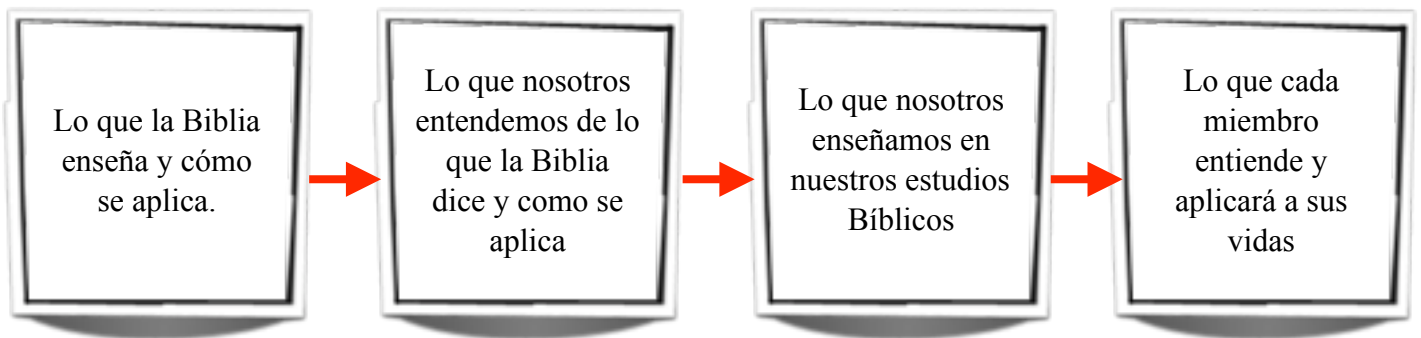 Lo que la Biblia
enseña y cómo
se aplica.
Lo que nosotros
entendemos de lo
que la Biblia
dice y como se
aplica
Lo que nosotros
enseñamos en
nuestros estudios
Bíblicos
Lo que cada
miembro
entiende y
aplicará a sus
vidas